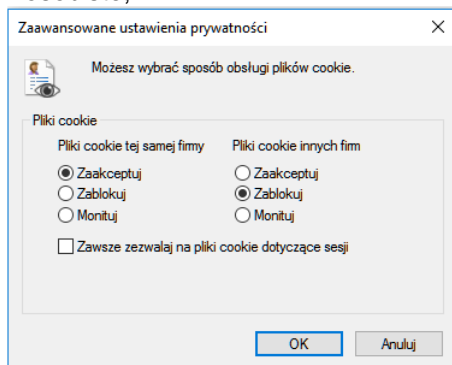 Zaawansowane ustawienia prywatności
Możesz wybrać sposób obsługi plików cookie.
Pliki cookie
Pliki cookie tej samej firmy Pliki cookie innych firm
Zaakceptuj Zaakceptuj
Zablokuj Zablokuj
Monituj Monituj
Zawsze zezwalaj na pliki cookie dotyczące sesji
OK Anuluj